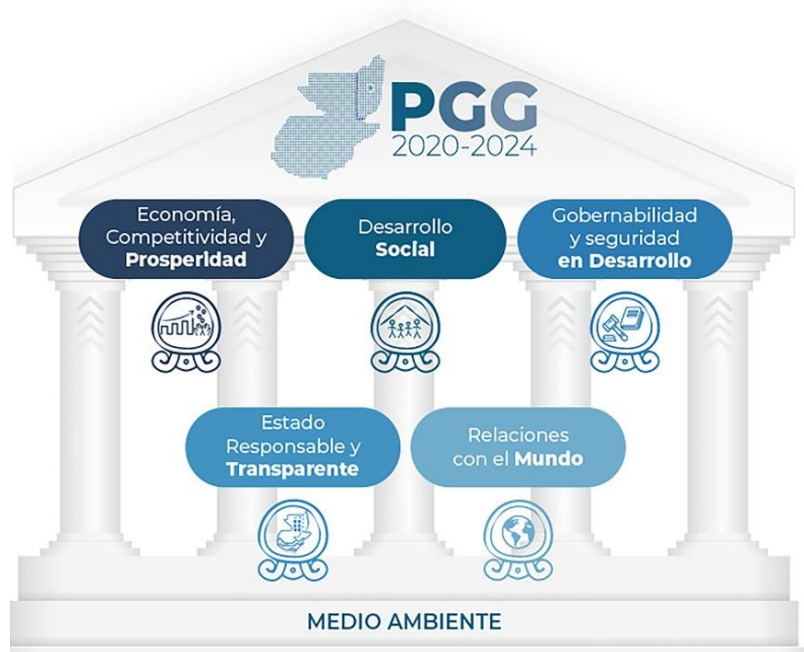 PGG
2020-2024
Economía,
Competitividad y
Prosperidad
Desarrollo
Social
Gobernabilidad
y seguridad
en Desarrollo
Estado
Responsable y
Transparente
Relaciones
con el Mundo
MEDIO AMBIENTE